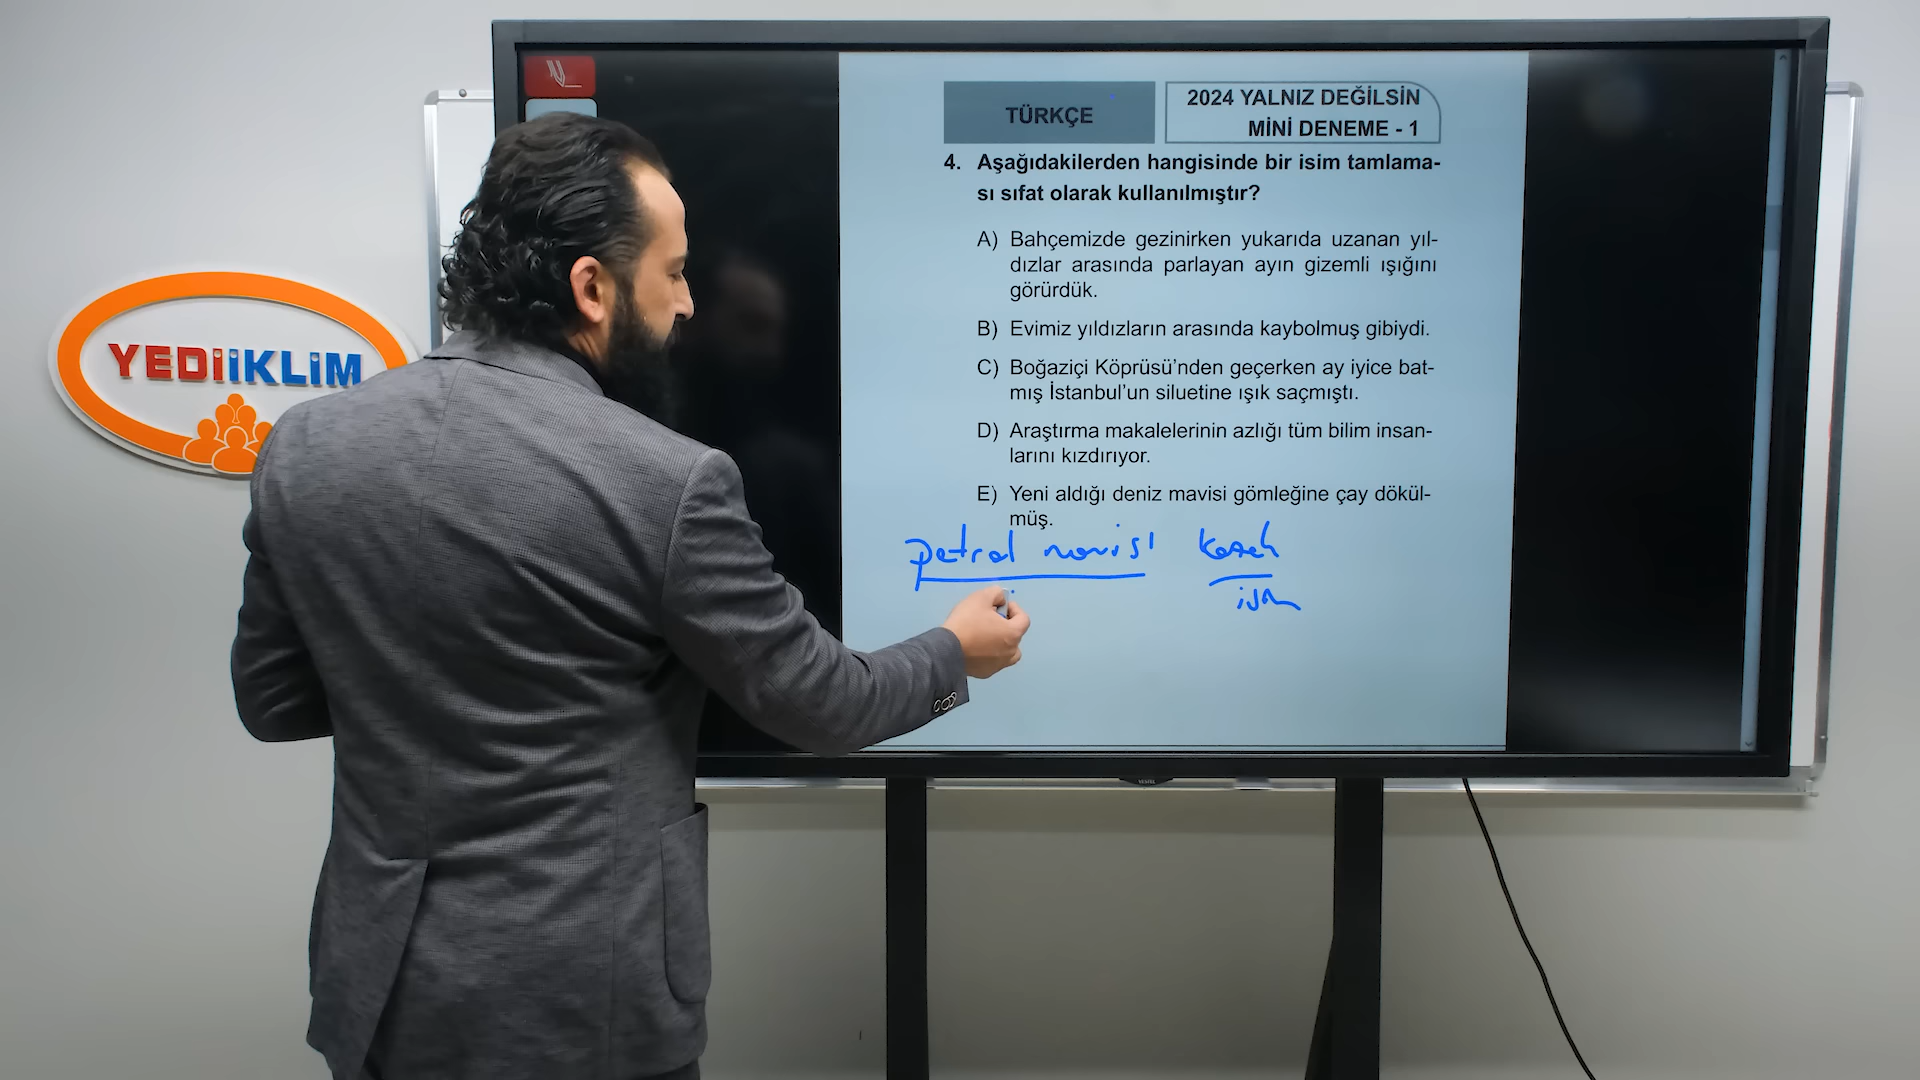 YEDİİKLİM
TÜRKÇE
2024 YALNIZ DEĞİLSİN
MİNİ DENEME - 1
4. Aşağıdakilerden hangisinde bir isim tamlama-
sı sıfat olarak kullanılmıştır?
A) Bahçemizde gezinirken yukarıda uzanan yıl-
dızlar arasında parlayan ayın gizemli ışığını
görürdük.
B) Evimiz yıldızların arasında kaybolmuş gibiydi.
C) Boğaziçi Köprüsü'nden geçerken ay iyice bat-
mış İstanbul'un siluetine ışık saçmıştı.
D) Araştırma makalelerinin azlığı tüm bilim insan-
larını kızdırıyor.
E) Yeni aldığı deniz mavisi gömleğine çay dökül-
müş.
petrol mavisi kazak
isim